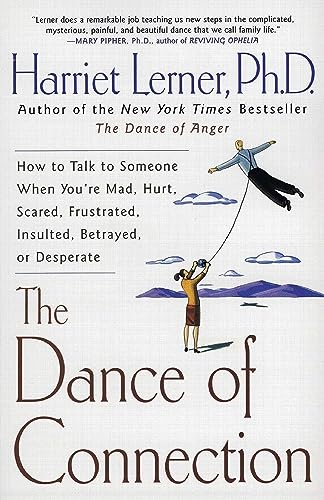 "Lerner does a remarkable job teaching us new steps in the complicated,
mysterious, painful, and beautiful dance that we call family life."
—MARY PIPHER, Ph.D., author of REVIVING OPHELIA
Harriet Lerner, Ph.D.
Author of the New York Times Bestseller
The Dance of Anger
How to Talk to Someone
When You're Mad, Hurt,
Scared, Frustrated,
Insulted, Betrayed,
or Desperate
The
Dance of
Connection